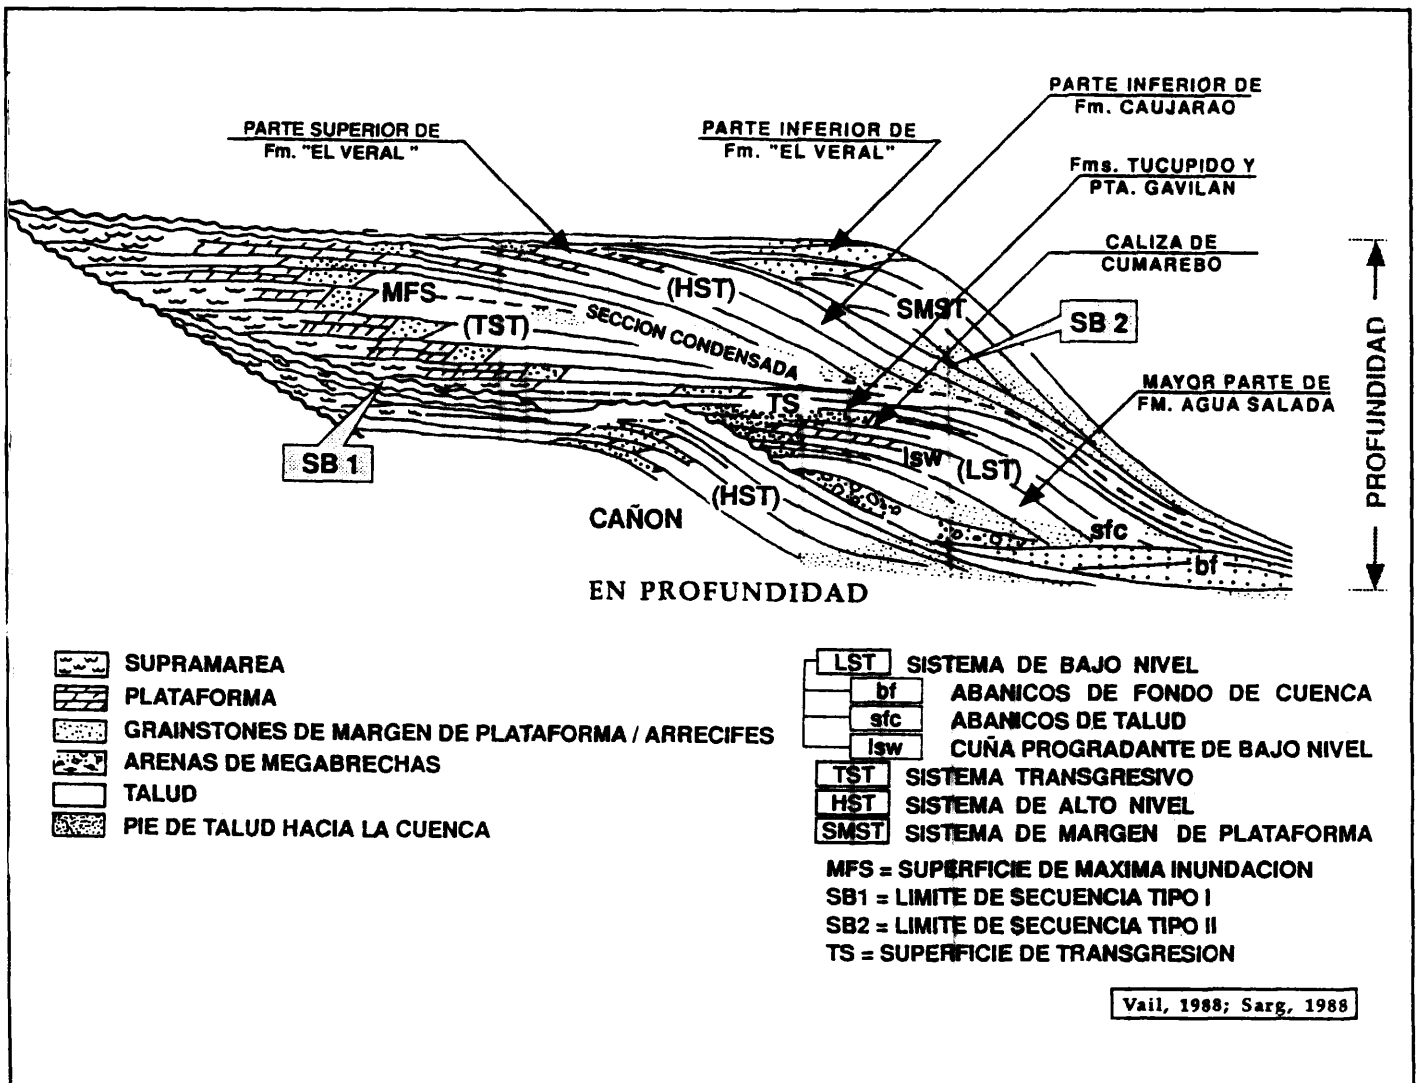 PARTE INFERIOR DE
Fm. CAUJARAO
PARTE SUPERIOR DE
Fm. "EL VERAL "
PARTE INFERIOR DE
Fm. "EL VERAL"
Fms. TUCUPIDO Y
PTA. GAVILAN
CALIZA DE
CUMAREBO
(HST)
MFS
SMST
SB 2
(TST)
SECCION CONDENSADA
PROFUNDIDAD
MAYOR PARTE DE
FM. AGUA SALADA
TS
SB 1
lsw
(LST)
(HST)
CAÑON
sfc
bf
EN PROFUNDIDAD
SUPRAMAREA
PLATAFORMA
GRAINSTONES DE MARGEN DE PLATAFORMA / ARRECIFES
ARENAS DE MEGABRECHAS
TALUD
PIE DE TALUD HACIA LA CUENCA
LST SISTEMA DE BAJO NIVEL
bf ABANICOS DE FONDO DE CUENCA
sfc ABANICOS DE TALUD
lsw CUÑA PROGRADANTE DE BAJO NIVEL
TST SISTEMA TRANSGRESIVO
HST SISTEMA DE ALTO NIVEL
SMST SISTEMA DE MARGEN DE PLATAFORMA
MFS = SUPERFICIE DE MAXIMA INUNDACION
SB1 = LIMITE DE SECUENCIA TIPO I
SB2 = LIMITE DE SECUENCIA TIPO II
TS = SUPERFICIE DE TRANSGRESION
Vail, 1988; Sarg, 1988